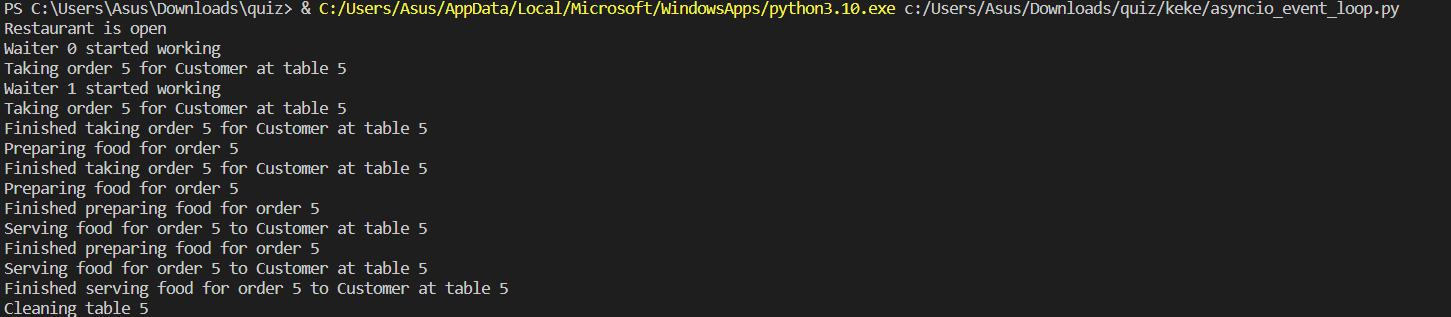 PS C:\Users\Asus\Downloads\quiz> & C:/Users/Asus/AppData/Local/Microsoft/WindowsApps/python3.10.exe c:/Users/Asus/Downloads/quiz/keke/asyncio_event_loop.py
Restaurant is open
Waiter 0 started working
Taking order 5 for Customer at table 5
Waiter 1 started working
Taking order 5 for Customer at table 5
Finished taking order 5 for Customer at table 5
Preparing food for order 5
Finished taking order 5 for Customer at table 5
Preparing food for order 5
Finished preparing food for order 5
Serving food for order 5 to Customer at table 5
Finished preparing food for order 5
Serving food for order 5 to Customer at table 5
Finished serving food for order 5 to Customer at table 5
Cleaning table 5